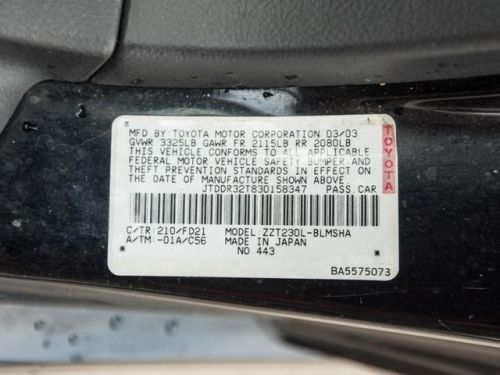 MFD BY TOYOTA MOTOR CORPORATION 03/03
GVWR 3325LB GAWR FR 2115LB RR 2080LB
THIS VEHICLE CONFORMS TO ALL APPLICABLE
FEDERAL MOTOR VEHICLE SAFETY, BUMPER, AND
THEFT PREVENTION STANDARDS IN EFFECT ON
THE DATE OF MANUFACTURE SHOWN ABOVE.
JTDDR32T830158347 PASS. CAR
C/TR: 210/FD21 MODEL: ZZT230L-BLMSHA
A/TM: -01A/C56 MADE IN JAPAN
NO 443
BA5575073
TOYOTA